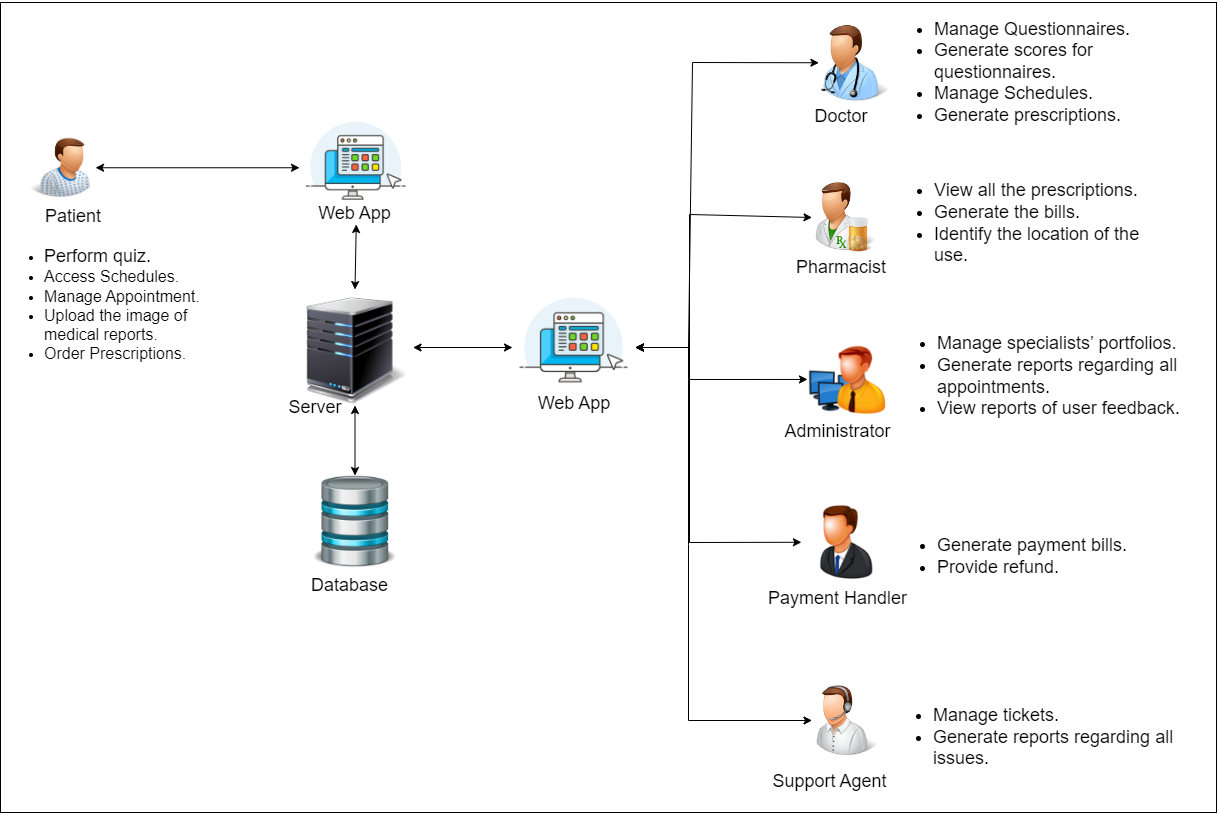 Patient
• Perform quiz.
• Access Schedules.
• Manage Appointment.
• Upload the image of
medical reports.
• Order Prescriptions.
Web App
Server
Database
Web App
Doctor
• Manage Questionnaires.
• Generate scores for
questionnaires.
• Manage Schedules.
• Generate prescriptions.
Pharmacist
• View all the prescriptions.
• Generate the bills.
• Identify the location of the
use.
Administrator
• Manage specialists’ portfolios.
• Generate reports regarding all
appointments.
• View reports of user feedback.
Payment Handler
• Generate payment bills.
• Provide refund.
Support Agent
• Manage tickets.
• Generate reports regarding all
issues.